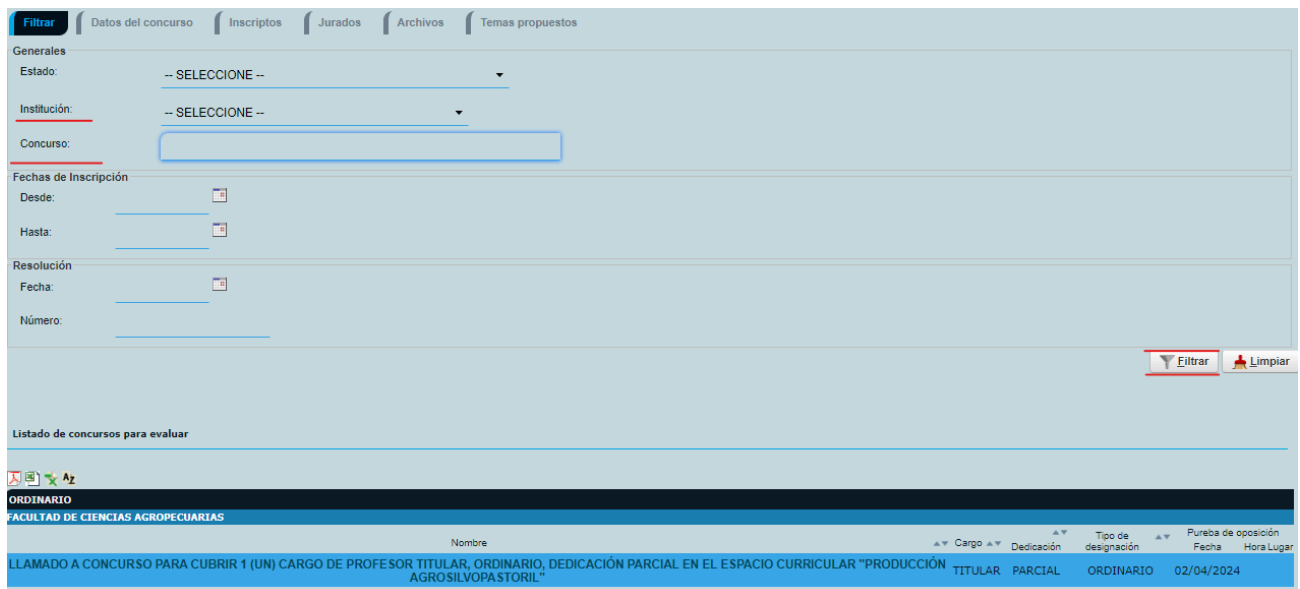 Filtrar Datos del concurso Inscriptos Jurados Archivos Temas propuestos
Generales
Estado: -- SELECCIONE --
Institución: -- SELECCIONE --
Concurso:
Fechas de Inscripción
Desde:
Hasta:
Resolución
Fecha:
Número:
Filtrar Limpiar
Listado de concursos para evaluar
AZ
ORDINARIO
FACULTAD DE CIENCIAS AGROPECUARIAS
Nombre Cargo Dedicación Tipo de designación Pureba de oposición
Fecha Hora Lugar
LLAMADO A CONCURSO PARA CUBRIR 1 (UN) CARGO DE PROFESOR TITULAR, ORDINARIO, DEDICACIÓN PARCIAL EN EL ESPACIO CURRICULAR "PRODUCCIÓN
AGROSILVOPASTORIL" TITULAR PARCIAL ORDINARIO 02/04/2024